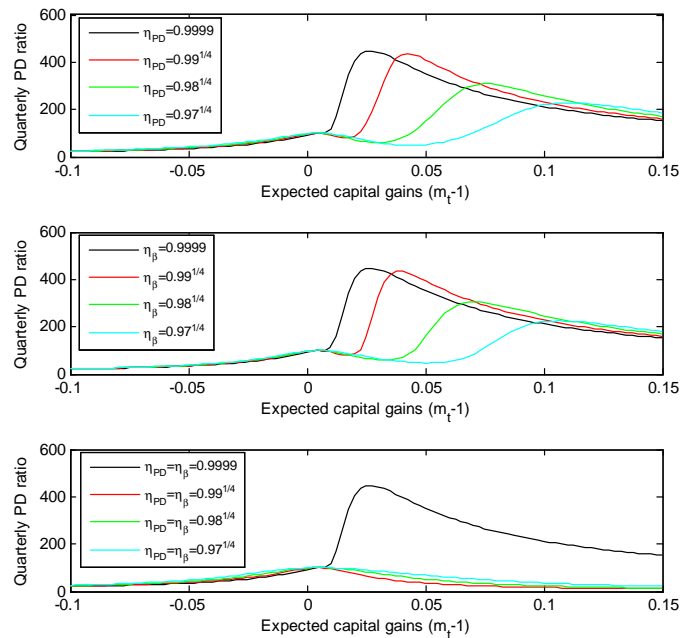 600
400
200
0
Quarterly PD ratio
η_PD=0.9999
η_PD=0.99^1/4
η_PD=0.98^1/4
η_PD=0.97^1/4
-0.1 -0.05 0 0.05 0.1 0.15
Expected capital gains (m_t-1)
600
400
200
0
Quarterly PD ratio
η_β=0.9999
η_β=0.99^1/4
η_β=0.98^1/4
η_β=0.97^1/4
-0.1 -0.05 0 0.05 0.1 0.15
Expected capital gains (m_t-1)
600
400
200
0
Quarterly PD ratio
η_PD=η_β=0.9999
η_PD=η_β=0.99^1/4
η_PD=η_β=0.98^1/4
η_PD=η_β=0.97^1/4
-0.1 -0.05 0 0.05 0.1 0.15
Expected capital gains (m_t-1)